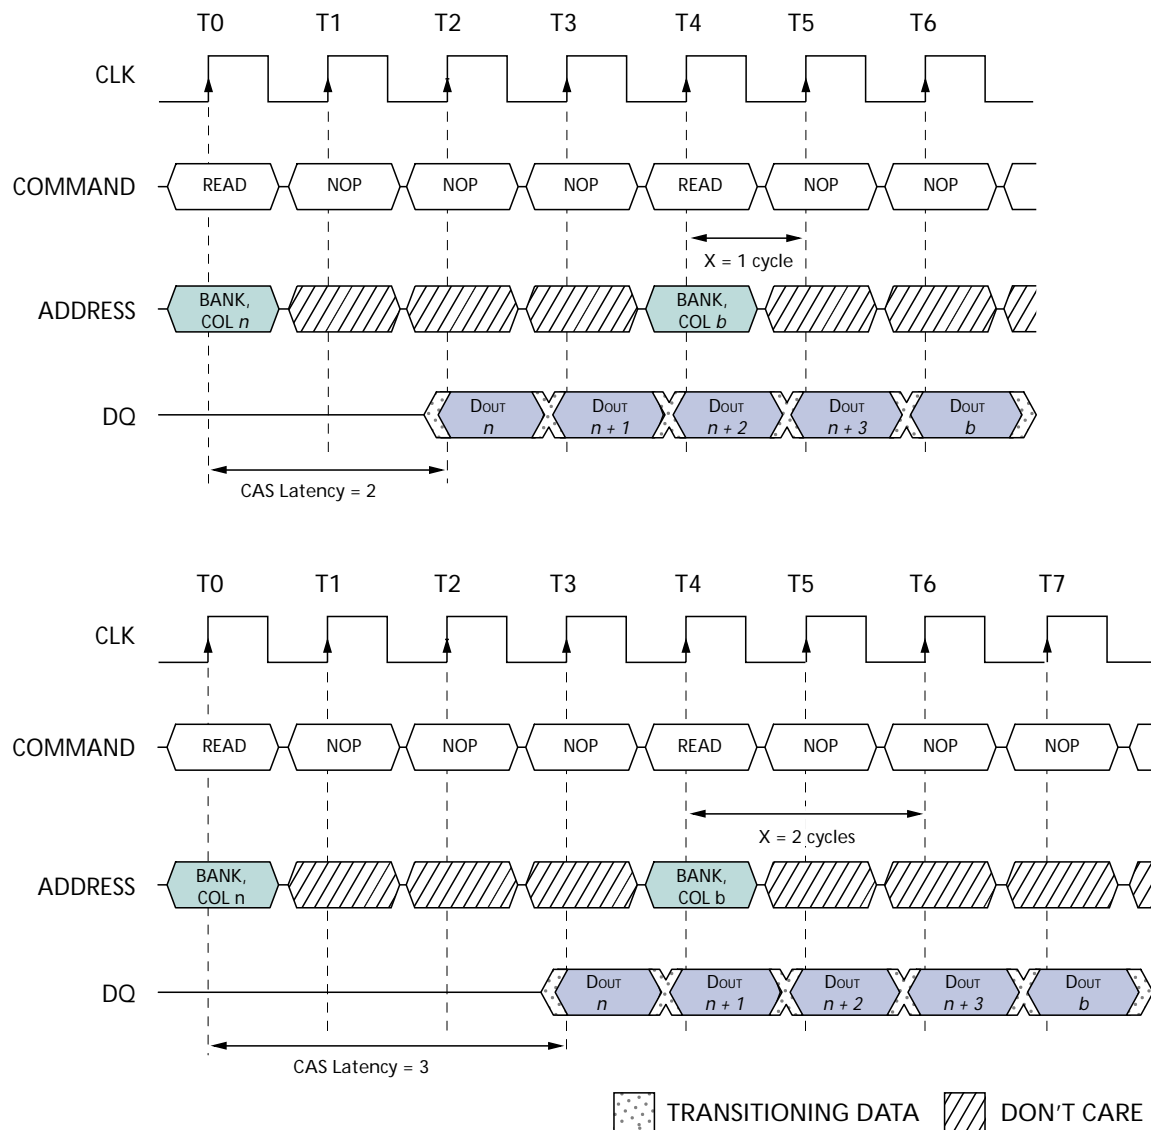 T0 T1 T2 T3 T4 T5 T6
CLK
COMMAND READ NOP NOP NOP READ NOP NOP
X = 1 cycle
ADDRESS BANK, COL n BANK, COL b
DQ DOUT n DOUT n + 1 DOUT n + 2 DOUT n + 3 DOUT b
CAS Latency = 2
T0 T1 T2 T3 T4 T5 T6 T7
CLK
COMMAND READ NOP NOP NOP READ NOP NOP NOP
X = 2 cycles
ADDRESS BANK, COL n BANK, COL b
DQ DOUT n DOUT n + 1 DOUT n + 2 DOUT n + 3 DOUT b
CAS Latency = 3
TRANSITIONING DATA DON'T CARE